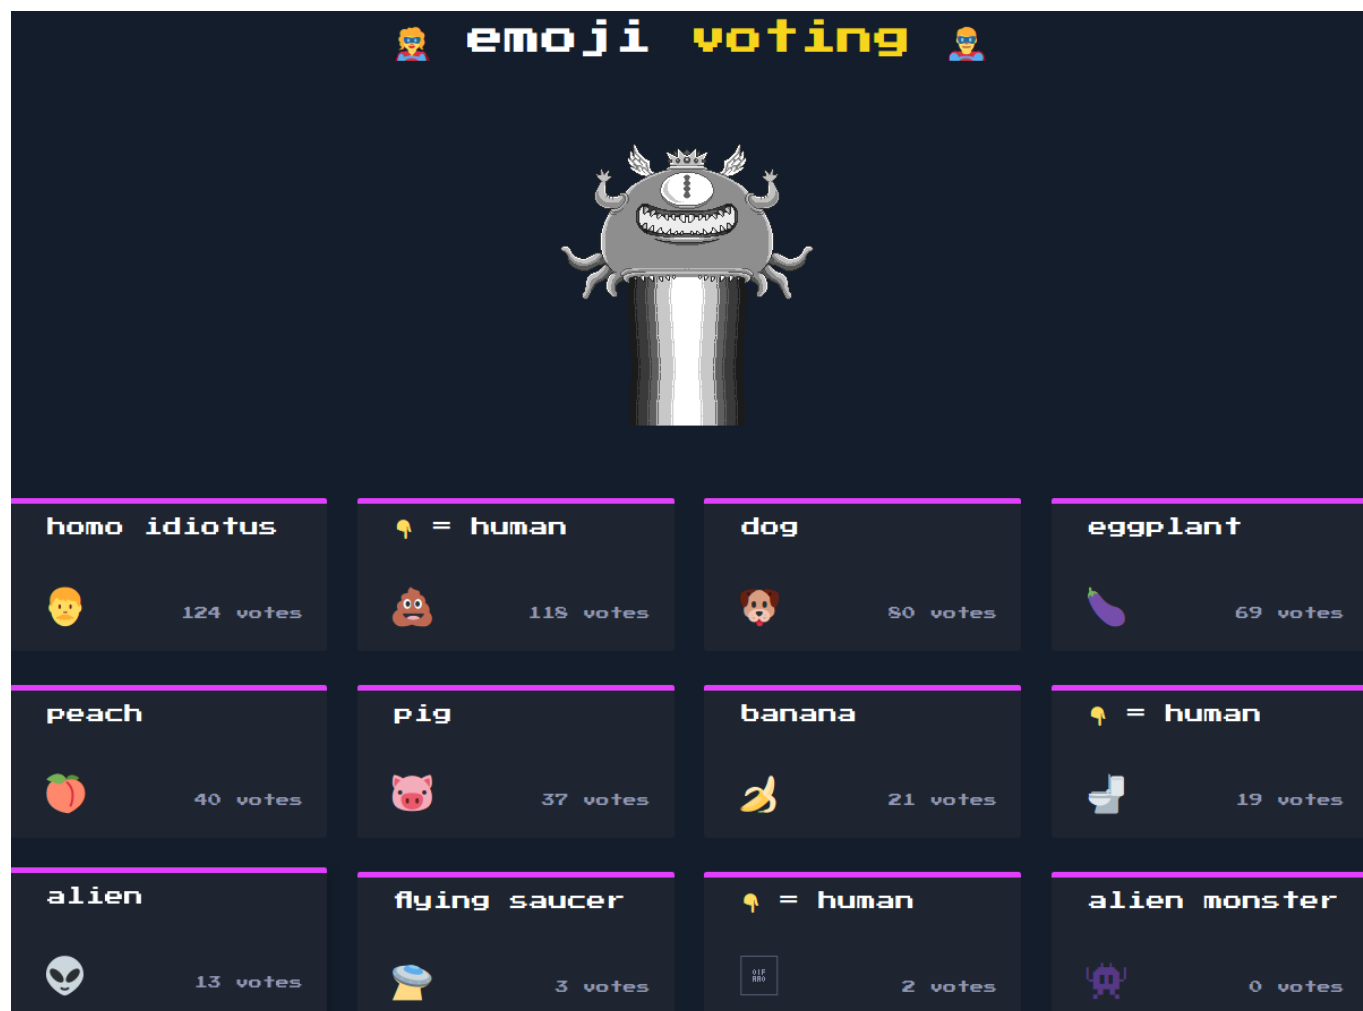 emoji voting
homo idiotus
124 votes
👇 = human
118 votes
dog
80 votes
eggplant
69 votes
peach
40 votes
pig
37 votes
banana
21 votes
👇 = human
19 votes
alien
13 votes
flying saucer
3 votes
👇 = human
2 votes
alien monster
0 votes